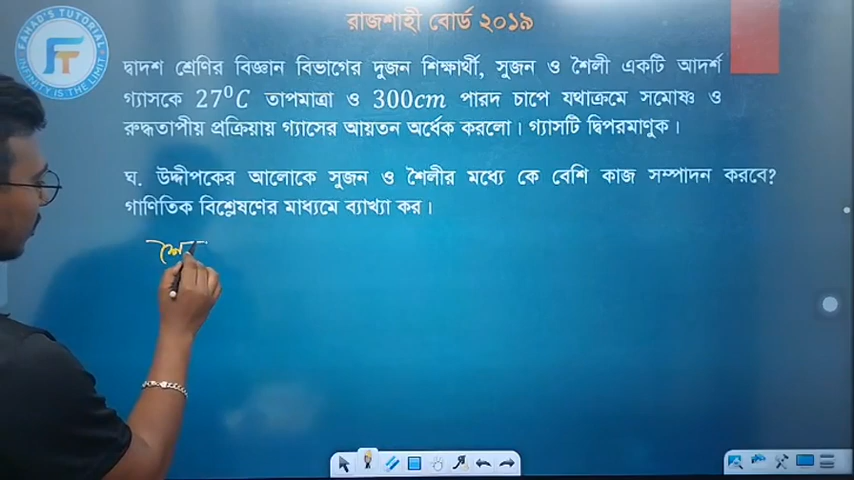 FAHAD'S TUTORIAL
FT
INFINITY IS THE LIMIT
রাজশাহী বোর্ড ২০১৯
দ্বাদশ শ্রেণির বিজ্ঞান বিভাগের দুজন শিক্ষার্থী, সুজন ও শৈলী একটি আদর্শ
গ্যাসকে 27⁰C তাপমাত্রা ও 300cm পারদ চাপে যথাক্রমে সমোষ্ণ ও
রুদ্ধতাপীয় প্রক্রিয়ায় গ্যাসের আয়তন অর্ধেক করলো। গ্যাসটি দ্বিপরমাণুক।
ঘ. উদ্দীপকের আলোকে সুজন ও শৈলীর মধ্যে কে বেশি কাজ সম্পাদন করবে?
গাণিতিক বিশ্লেষণের মাধ্যমে ব্যাখ্যা কর।